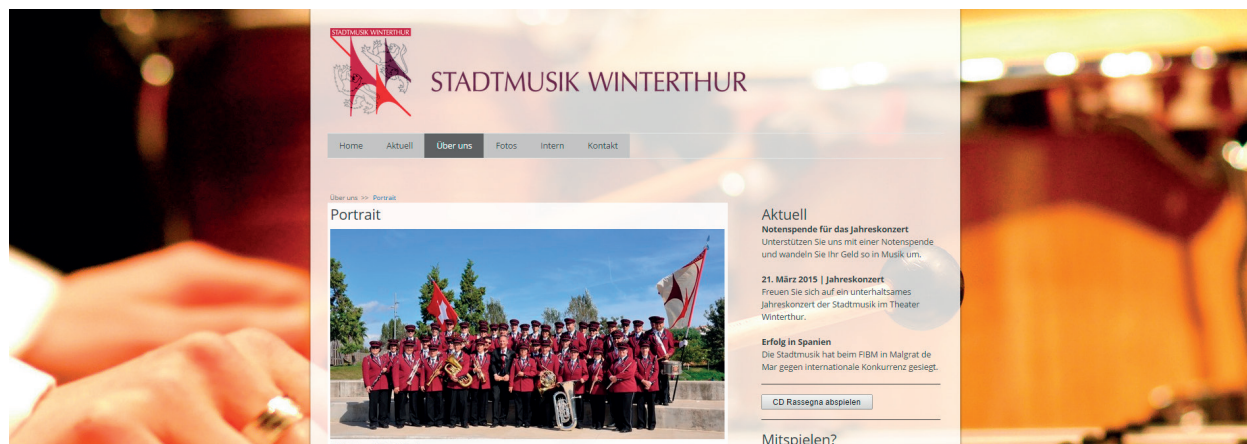 STADTMUSIK WINTERTHUR
STADTMUSIK WINTERTHUR
Home Aktuell Über uns Fotos Intern Kontakt
Über uns >> Portrait
Portrait
Aktuell
Notenspende für das Jahreskonzert
Unterstützen Sie uns mit einer Notenspende
und wandeln Sie Ihr Geld so in Musik um.
21. März 2015 | Jahreskonzert
Freuen Sie sich auf ein unterhaltsames
Jahreskonzert der Stadtmusik im Theater
Winterthur.
Erfolg in Spanien
Die Stadtmusik hat beim FIBM in Malgrat de
Mar gegen internationale Konkurrenz gesiegt.
CD Rassegna abspielen
Mitspielen?